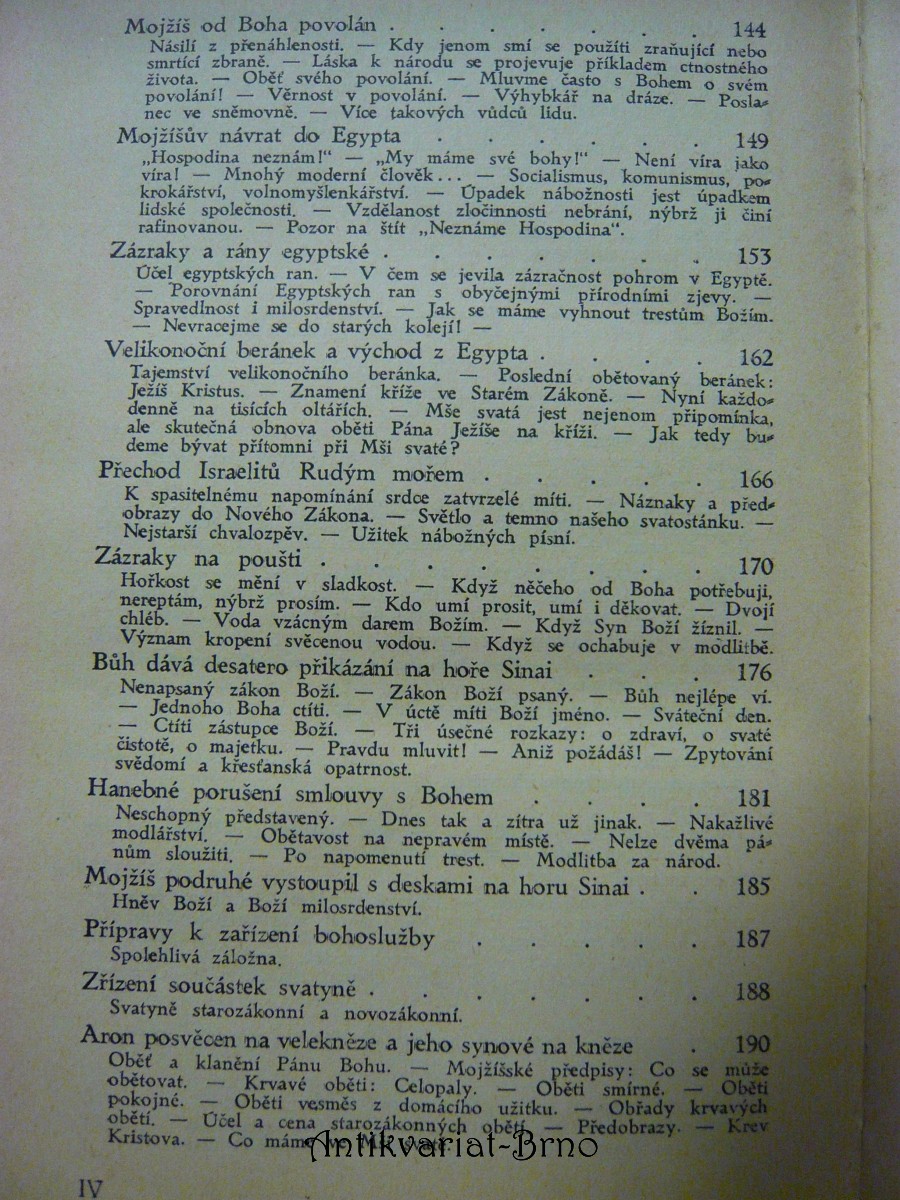 Mojžíš od Boha povolán . . . . . . . 144
Násilí z přenáhlenosti. — Kdy jenom smí se použíti zraňující nebo
smrtící zbraně. — Láska k národu se projevuje příkladem ctnostného
života. — Oběť svého povolání. — Mluvme často s Bohem o svém
povolání! — Věrnost v povolání. — Výhybkář na dráze. — Posla-
nec ve sněmovně. — Více takových vůdců lidu.
Mojžíšův návrat do Egypta . . . . . . 149
„Hospodina neznám!“ — „My máme své bohy!“ — Není víra jako
víra! — Mnohý moderní člověk... — Socialismus, komunismus, po-
krokářství, volnomyšlenkářství. — Úpadek nábožnosti jest úpadkem
lidské společnosti. — Vzdělanost zločinnosti nebrání, nýbrž ji činí
rafinovanou. — Pozor na štít „Neznáme Hospodina“.
Zázraky a rány egyptské . . . . . . . 153
Účel egyptských ran. — V čem se jevila zázračnost pohrom v Egyptě.
— Porovnání Egyptských ran s obyčejnými přírodními zjevy. —
Spravedlnost i milosrdenství. — Jak se máme vyhnout trestům Božím.
— Nevracejme se do starých kolejí! —
Velikonoční beránek a východ z Egypta . . . . 162
Tajemství velikonočního beránka. — Poslední obětovaný beránek:
Ježíš Kristus. — Znamení kříže ve Starém Zákoně. — Nyní každo-
denně na tisících oltářích. — Mše svatá jest nejenom připomínka,
ale skutečná obnova oběti Pána Ježíše na kříži. — Jak tedy bu-
deme bývat přítomni při Mši svaté?
Přechod Israelitů Rudým mořem . . . . . 166
K spasitelnému napomínání srdce zatvrzelé míti. — Náznaky a před-
obrazy do Nového Zákona. — Světlo a temno našeho svatostánku. —
Nejstarší chvalozpěv. — Užitek nábožných písní.
Zázraky na poušti . . . . . . . . 170
Hořkost se mění v sladkost. — Když něčeho od Boha potřebuji,
nereptám, nýbrž prosím. — Kdo umí prosit, umí i děkovat. — Dvojí
chléb. — Voda vzácným darem Božím. — Když Syn Boží žíznil. —
Význam kropení svěcenou vodou. — Když se ochabuje v modlitbě.
Bůh dává desatero přikázání na hoře Sinai . . . 176
Nenapsaný zákon Boží. — Zákon Boží psaný. — Bůh nejlépe ví.
— Jednoho Boha ctíti. — V úctě míti Boží jméno. — Sváteční den.
— Ctíti zástupce Boží. — Tři úsečné rozkazy: o zdraví, o svaté
čistotě, o majetku. — Pravdu mluvit! — Aniž požádáš! — Zpytování
svědomí a křesťanská opatrnost.
Hanebné porušení smlouvy s Bohem . . . . 181
Neschopný představený. — Dnes tak a zítra už jinak. — Nakažlivé
modlářství. — Obětavost na nepravém místě. — Nelze dvěma pá-
nům sloužiti. — Po napomenutí trest. — Modlitba za národ.
Mojžíš podruhé vystoupil s deskami na horu Sinai . . 185
Hněv Boží a Boží milosrdenství.
Přípravy k zařízení bohoslužby . . . . . 187
Spolehlivá záložna.
Zřízení součástek svatyně . . . . . . . 188
Svatyně starozákonní a novozákonní.
Aron posvěcen na velekněze a jeho synové na kněze . 190
Oběť a klanění Pánu Bohu. — Mojžíšské předpisy: Co se může
obětovat. — Krvavé oběti: Celopaly. — Oběti smírné. — Oběti
pokojné. — Oběti vesměs z domácího užitku. — Obřady krvavých
obětí. — Účel a cena starozákonných obětí. — Předobrazy. — Krev
Kristova. — Co máme ve Mši svaté.
Antikvariat-Brno
IV